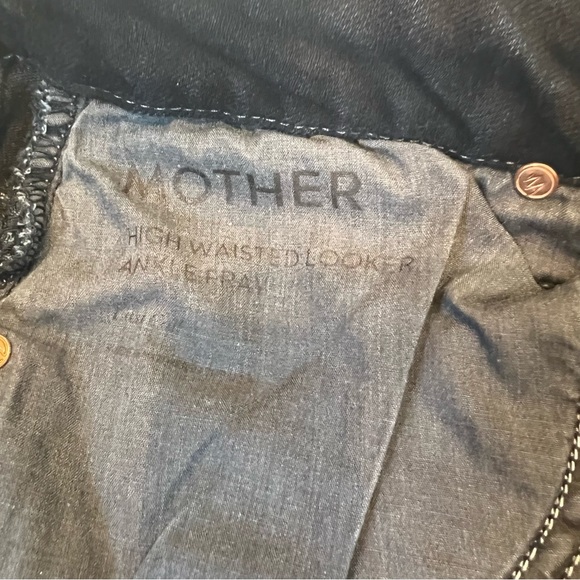 MOTHER
HIGH WAISTED LOOKER
ANKLE FRAY